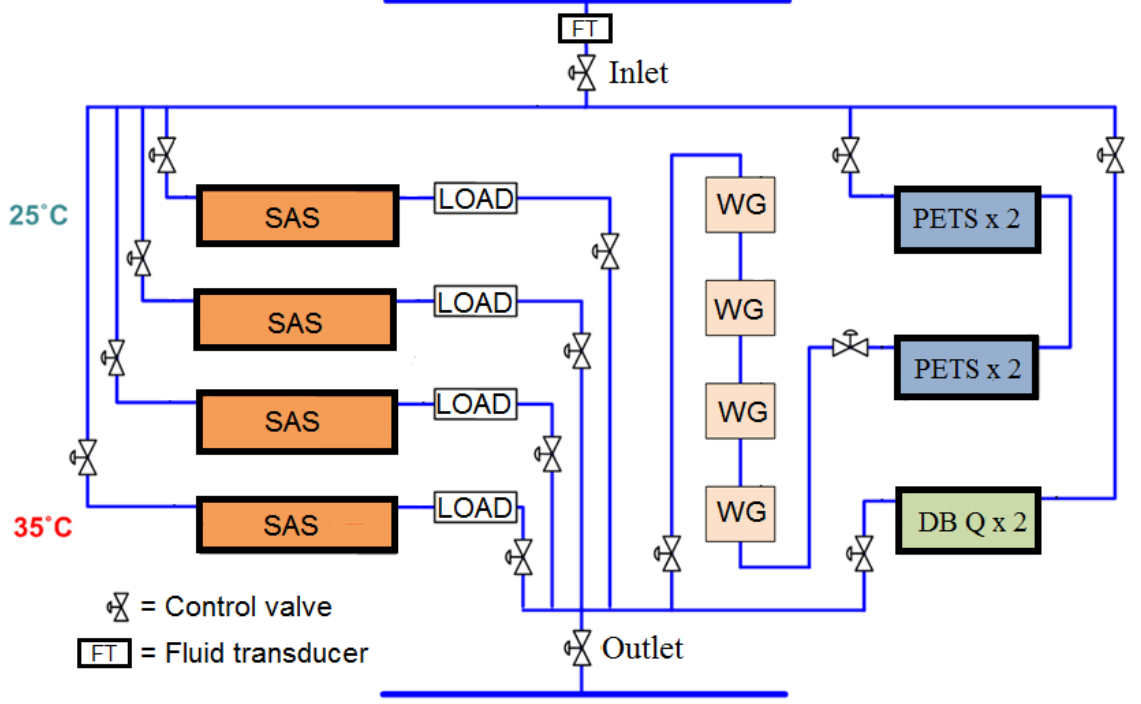 FT
Inlet
25°C
SAS
LOAD
WG
PETS x 2
SAS
LOAD
WG
SAS
LOAD
WG
PETS x 2
35°C
SAS
LOAD
WG
DB Q x 2
= Control valve
FT = Fluid transducer
Outlet